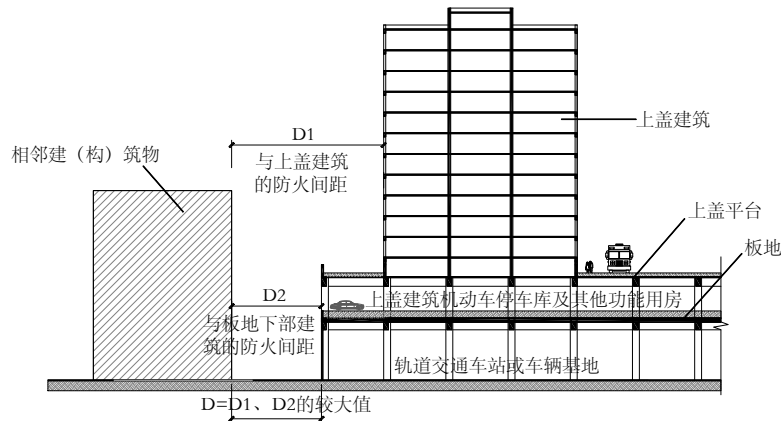 D1
上盖建筑
相邻建（构）筑物
与上盖建筑
的防火间距
上盖平台
板地
D2
上盖建筑机动车停车库及其他功能用房
与板地下部建
筑的防火间距
轨道交通车站或车辆基地
D=D1、D2的较大值